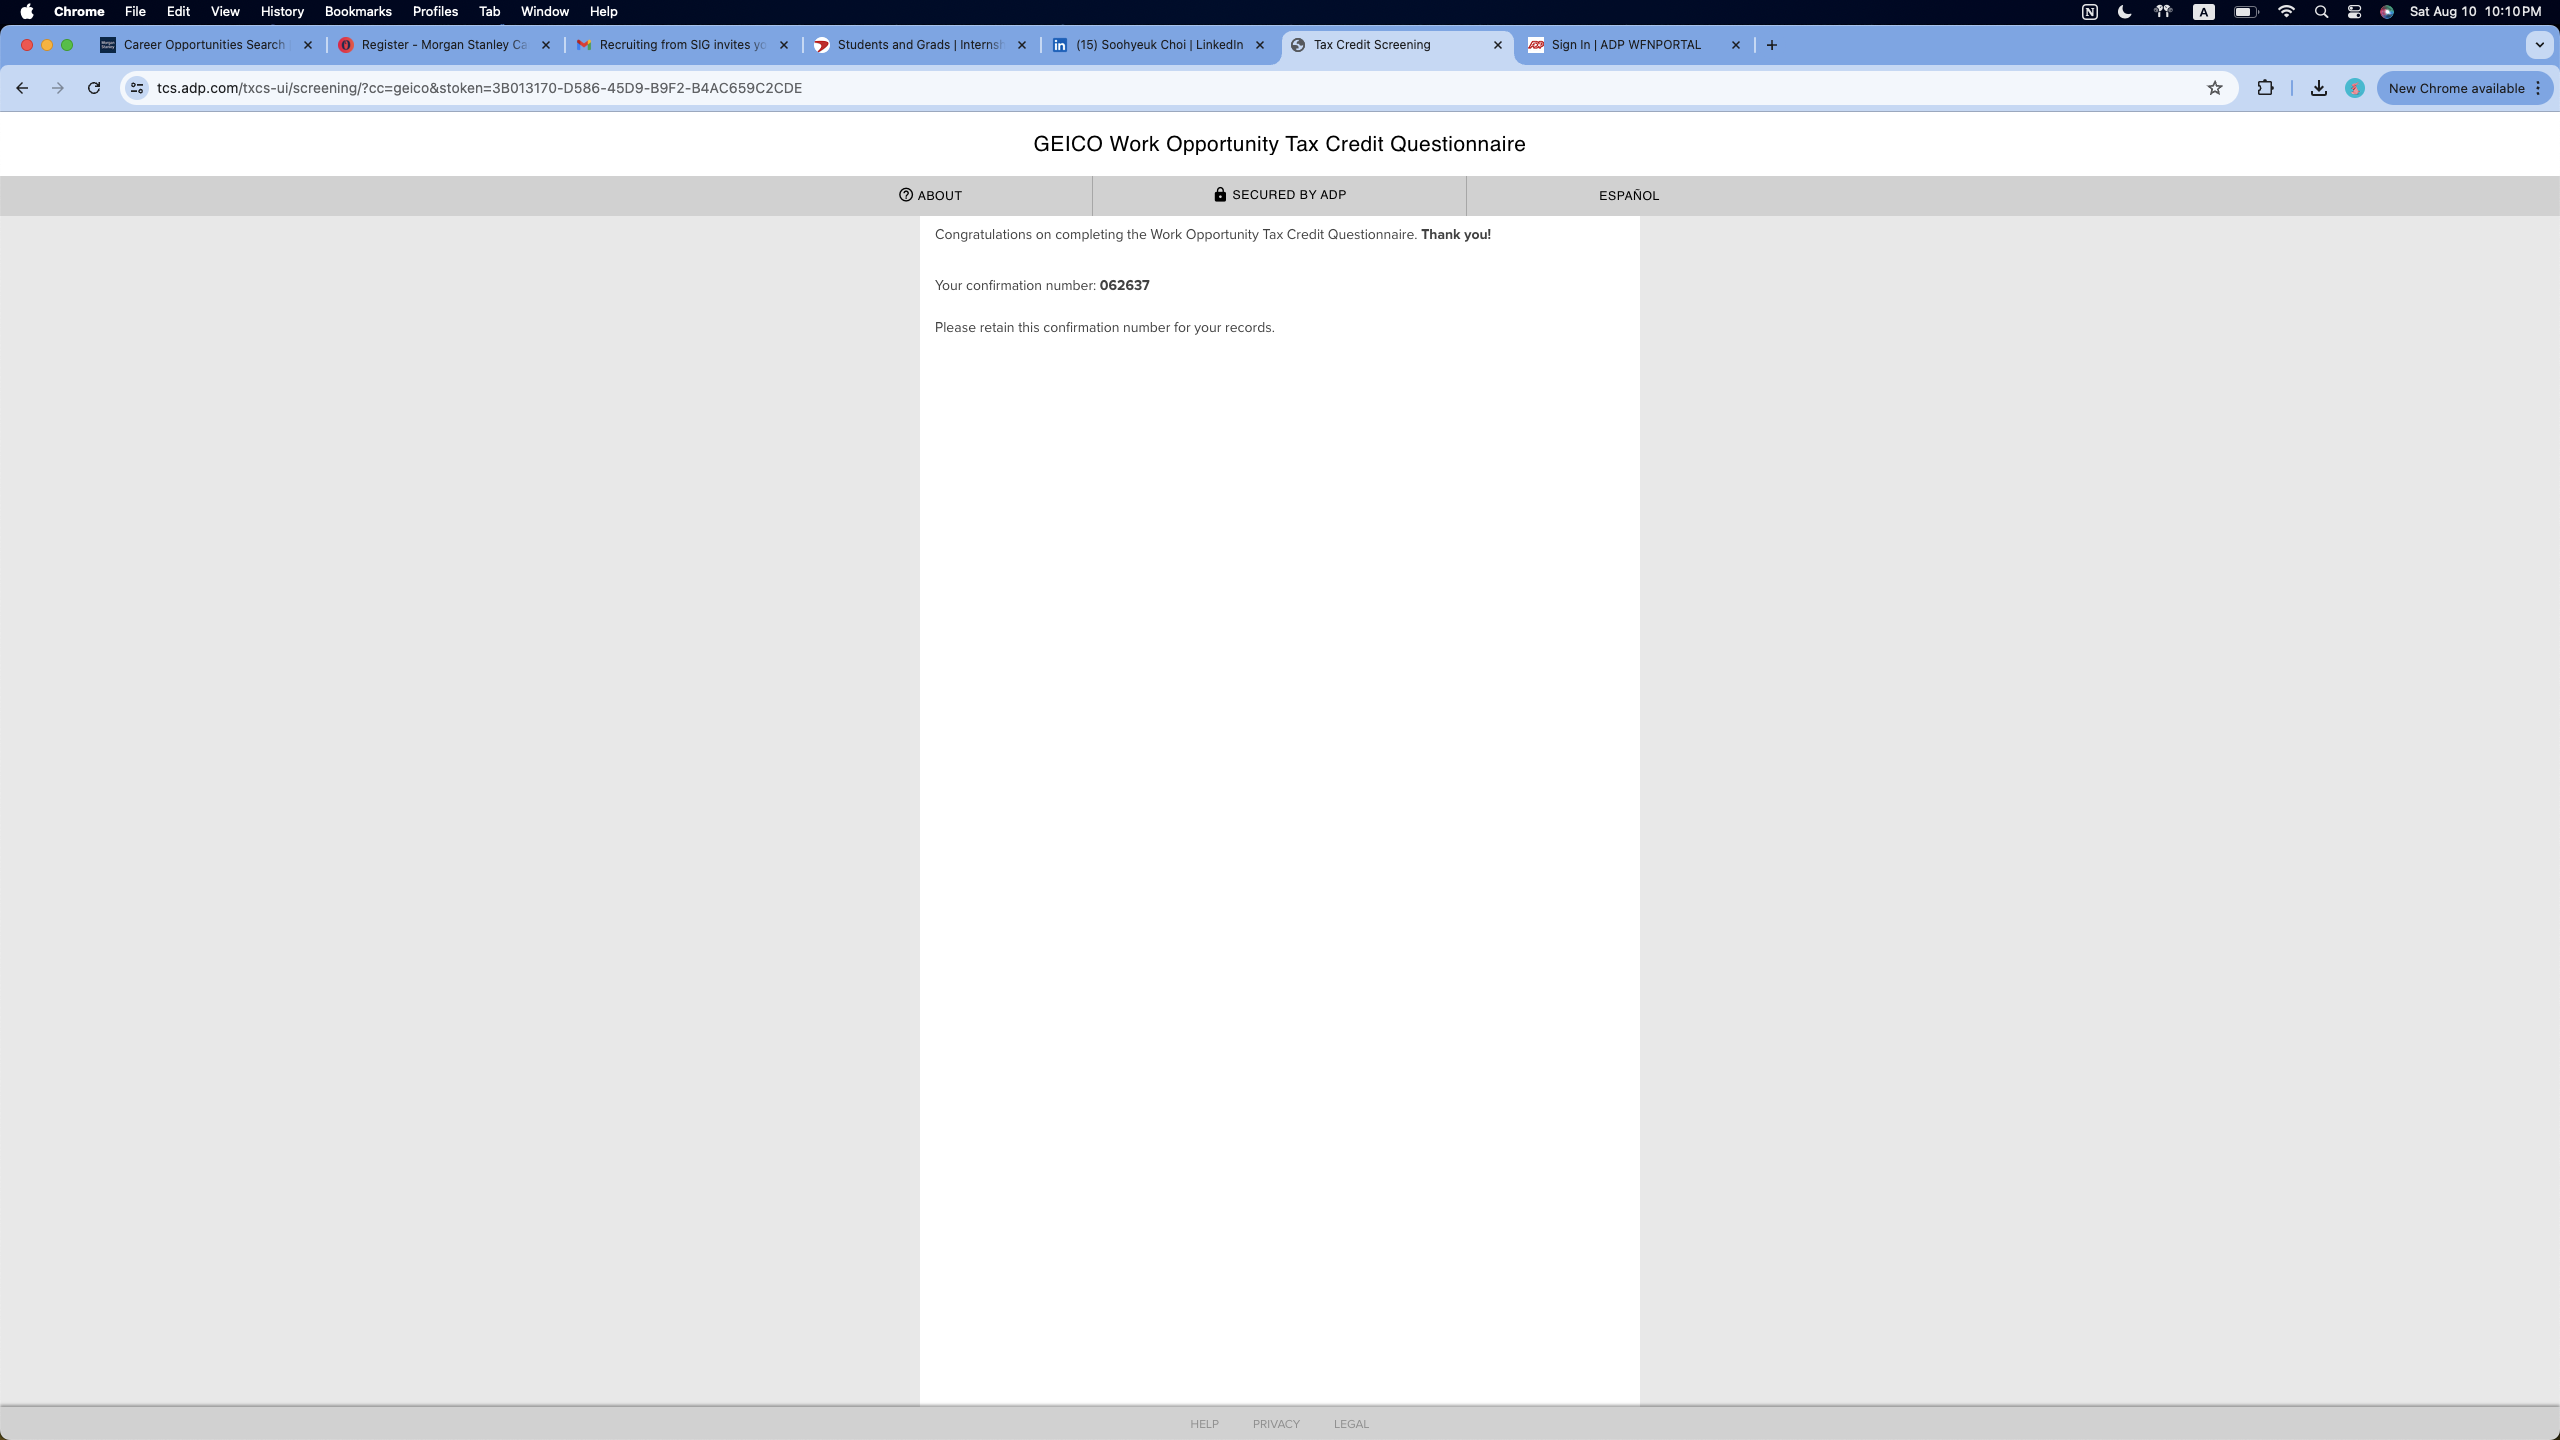 Chrome File Edit View History Bookmarks Profiles Tab Window Help N A Sat Aug 10 10:10 PM
Career Opportunities Search Register - Morgan Stanley Ca Recruiting from SIG invites yo Students and Grads | Internsh (15) Soohyeuk Choi | LinkedIn Tax Credit Screening Sign In | ADP WFNPORTAL
tcs.adp.com/txcs-ui/screening/?cc=geico&stoken=3B013170-D586-45D9-B9F2-B4AC659C2CDE New Chrome available
GEICO Work Opportunity Tax Credit Questionnaire
ABOUT SECURED BY ADP ESPAÑOL
Congratulations on completing the Work Opportunity Tax Credit Questionnaire. Thank you!
Your confirmation number: 062637
Please retain this confirmation number for your records.
HELP PRIVACY LEGAL